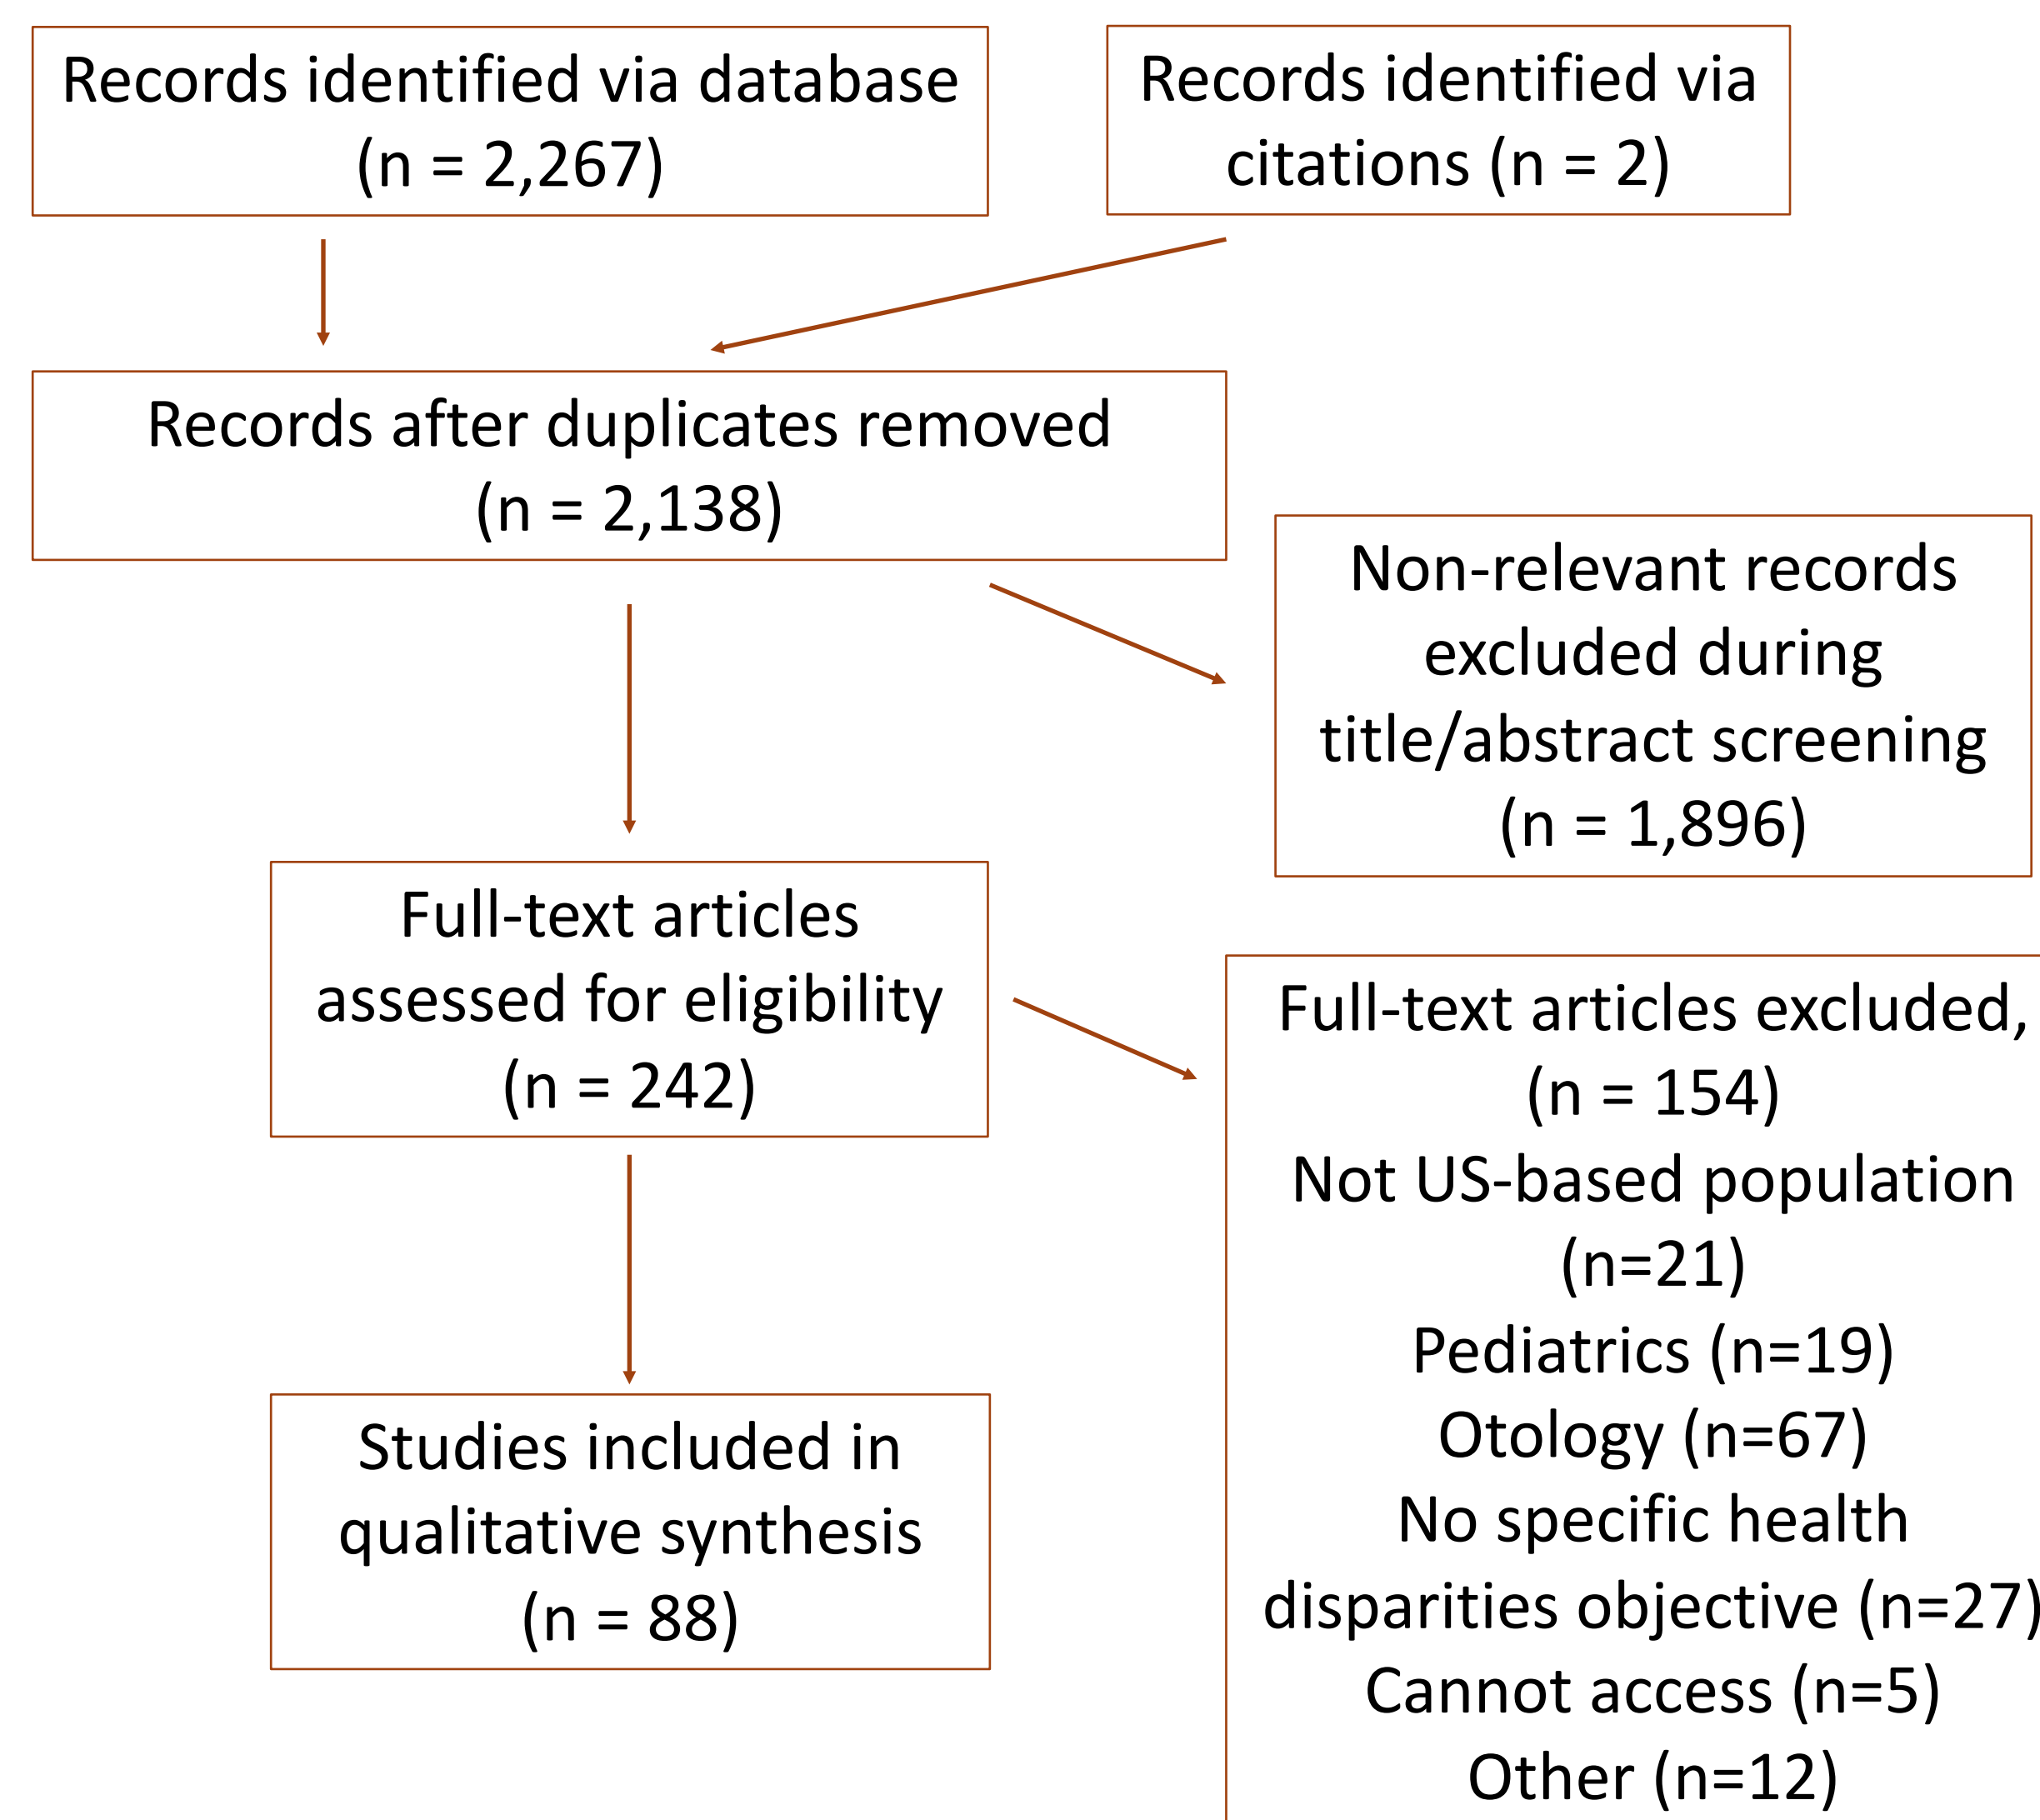 Records identified via database
(n = 2,267)
Records identified via
citations (n = 2)
Records after duplicates removed
(n = 2,138)
Non-relevant records
excluded during
title/abstract screening
(n = 1,896)
Full-text articles
assessed for eligibility
(n = 242)
Full-text articles excluded,
(n = 154)
Not US-based population
(n=21)
Pediatrics (n=19)
Otology (n=67)
No specific health
disparities objective (n=27)
Cannot access (n=5)
Other (n=12)
Studies included in
qualitative synthesis
(n = 88)